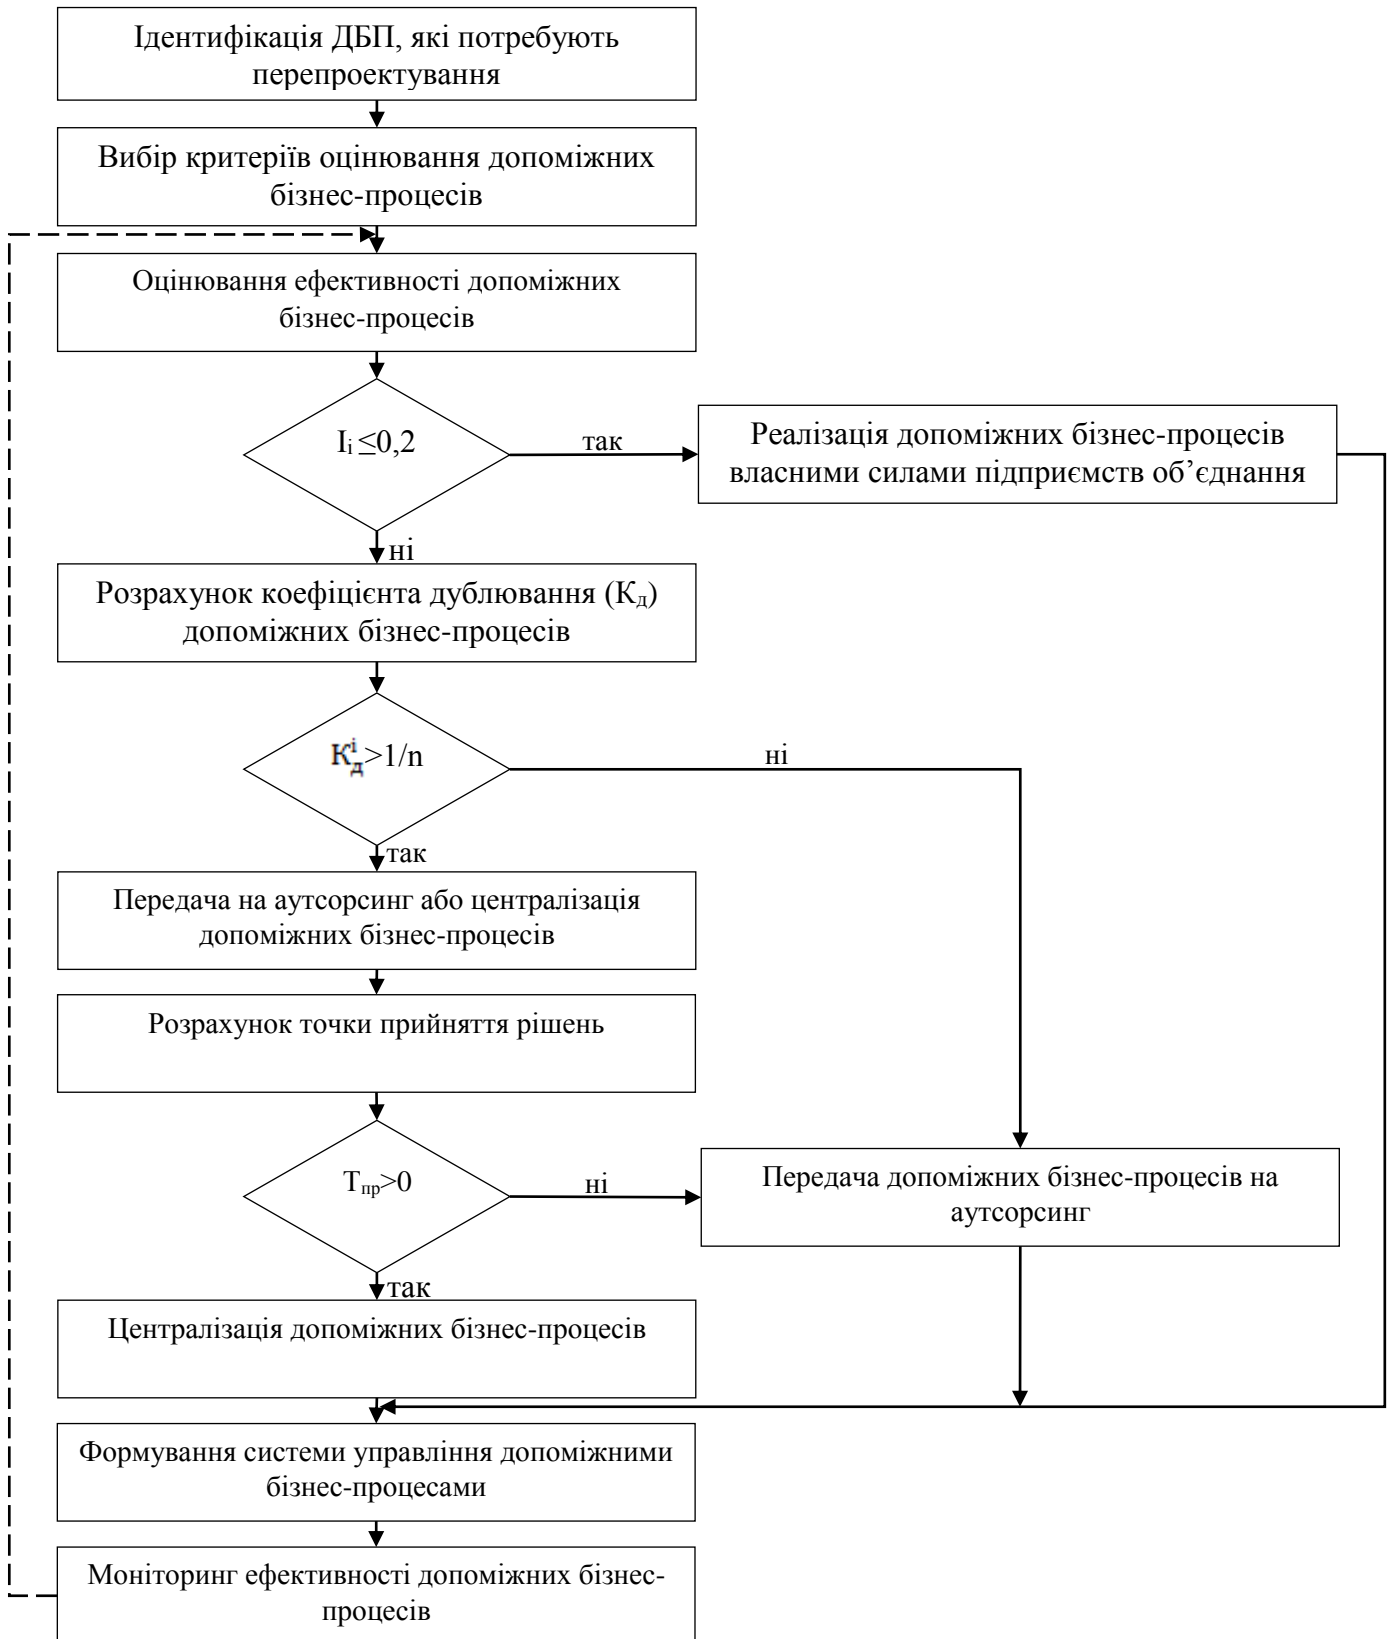 Ідентифікація ДБП, які потребують
перепроектування
Вибір критеріїв оцінювання допоміжних
бізнес-процесів
Оцінювання ефективності допоміжних
бізнес-процесів
Іі ≤0,2
так
Реалізація допоміжних бізнес-процесів
власними силами підприємств об’єднання
ні
Розрахунок коефіцієнта дублювання (Кд)
допоміжних бізнес-процесів
Кді>1/n
ні
так
Передача на аутсорсинг або централізація
допоміжних бізнес-процесів
Розрахунок точки прийняття рішень
Тпр>0
ні
Передача допоміжних бізнес-процесів на
аутсорсинг
так
Централізація допоміжних бізнес-процесів
Формування системи управління допоміжними
бізнес-процесами
Моніторинг ефективності допоміжних бізнес-
процесів